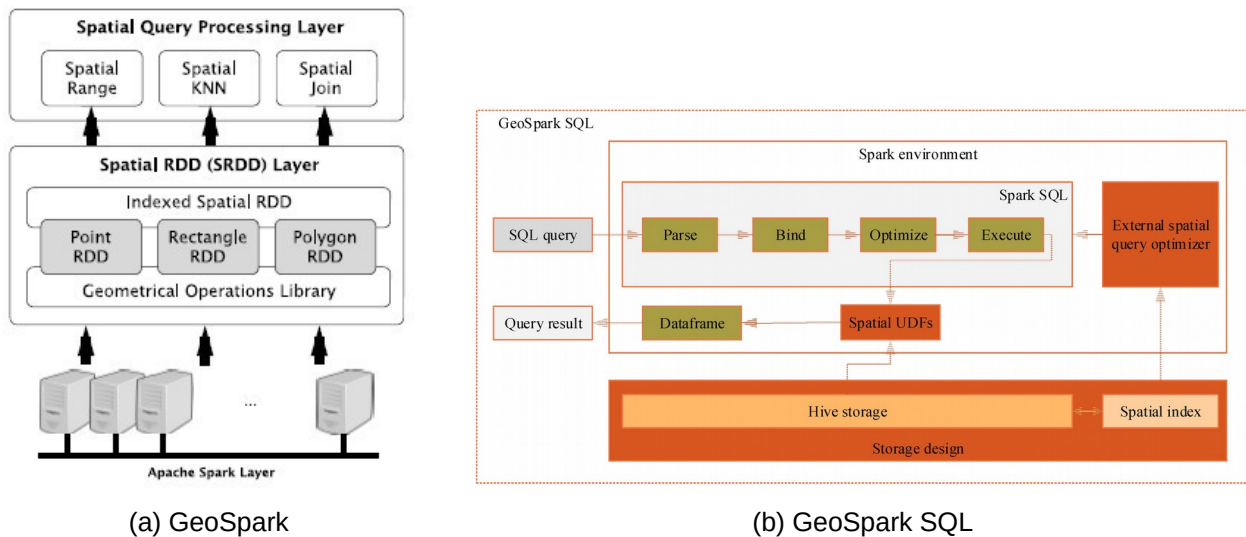 Spatial Query Processing Layer
Spatial
Range
Spatial
KNN
Spatial
Join
Spatial RDD (SRDD) Layer
Indexed Spatial RDD
Point
RDD
Rectangle
RDD
Polygon
RDD
Geometrical Operations Library
...
Apache Spark Layer
(a) GeoSpark
GeoSpark SQL
Spark environment
Spark SQL
SQL query
Parse
Bind
Optimize
Execute
External spatial
query optimizer
Query result
Dataframe
Spatial UDFs
Hive storage
Spatial index
Storage design
(b) GeoSpark SQL